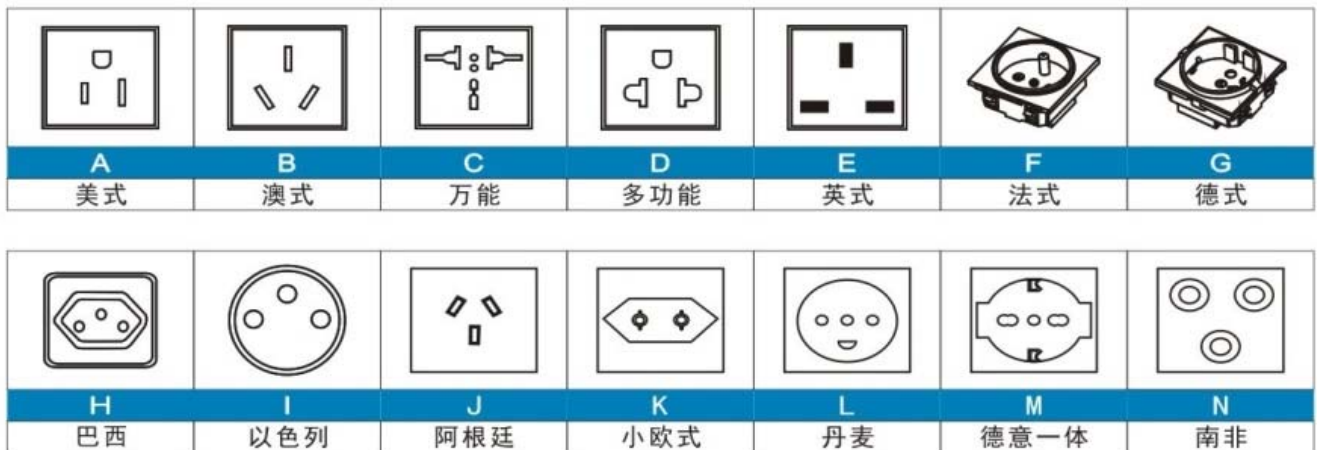 A B C D E F G
美式 澳式 万能 多功能 英式 法式 德式
H I J K L M N
巴西 以色列 阿根廷 小欧式 丹麦 德意一体 南非